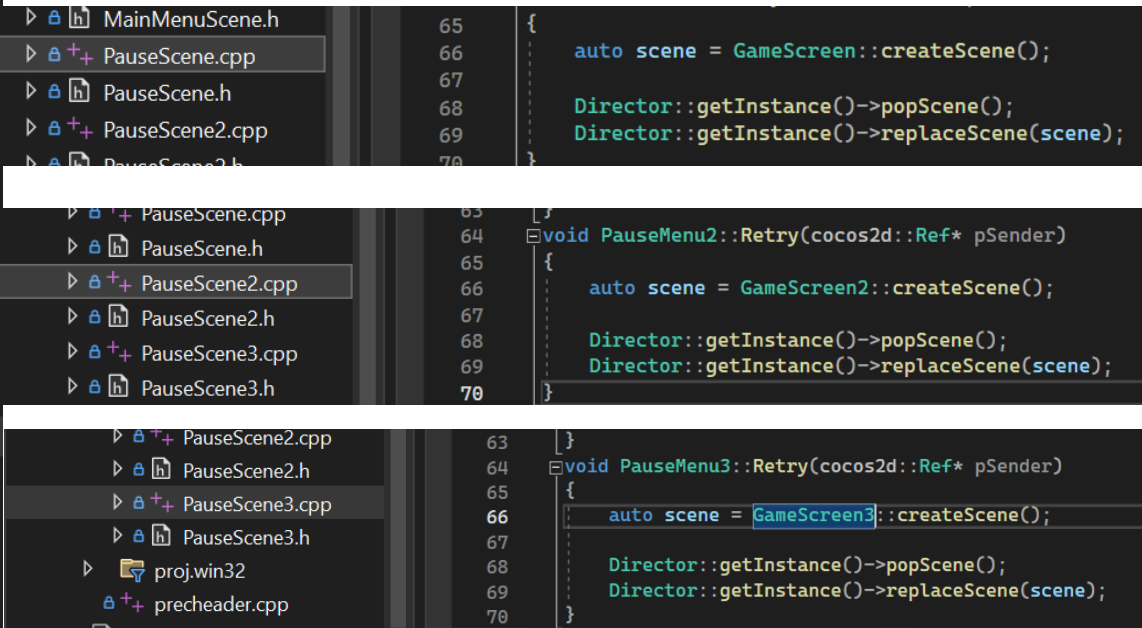 MainMenuScene.h
PauseScene.cpp
PauseScene.h
PauseScene2.cpp
PauseScene2.h
65 {
66 auto scene = GameScreen::createScene();
67
68 Director::getInstance()->popScene();
69 Director::getInstance()->replaceScene(scene);
70 }
PauseScene.cpp
PauseScene.h
PauseScene2.cpp
PauseScene2.h
PauseScene3.cpp
PauseScene3.h
63 }
64 void PauseMenu2::Retry(cocos2d::Ref* pSender)
65 {
66 auto scene = GameScreen2::createScene();
67
68 Director::getInstance()->popScene();
69 Director::getInstance()->replaceScene(scene);
70 }
PauseScene2.cpp
PauseScene2.h
PauseScene3.cpp
PauseScene3.h
proj.win32
precheader.cpp
63 }
64 void PauseMenu3::Retry(cocos2d::Ref* pSender)
65 {
66 auto scene = GameScreen3::createScene();
67
68 Director::getInstance()->popScene();
69 Director::getInstance()->replaceScene(scene);
70 }